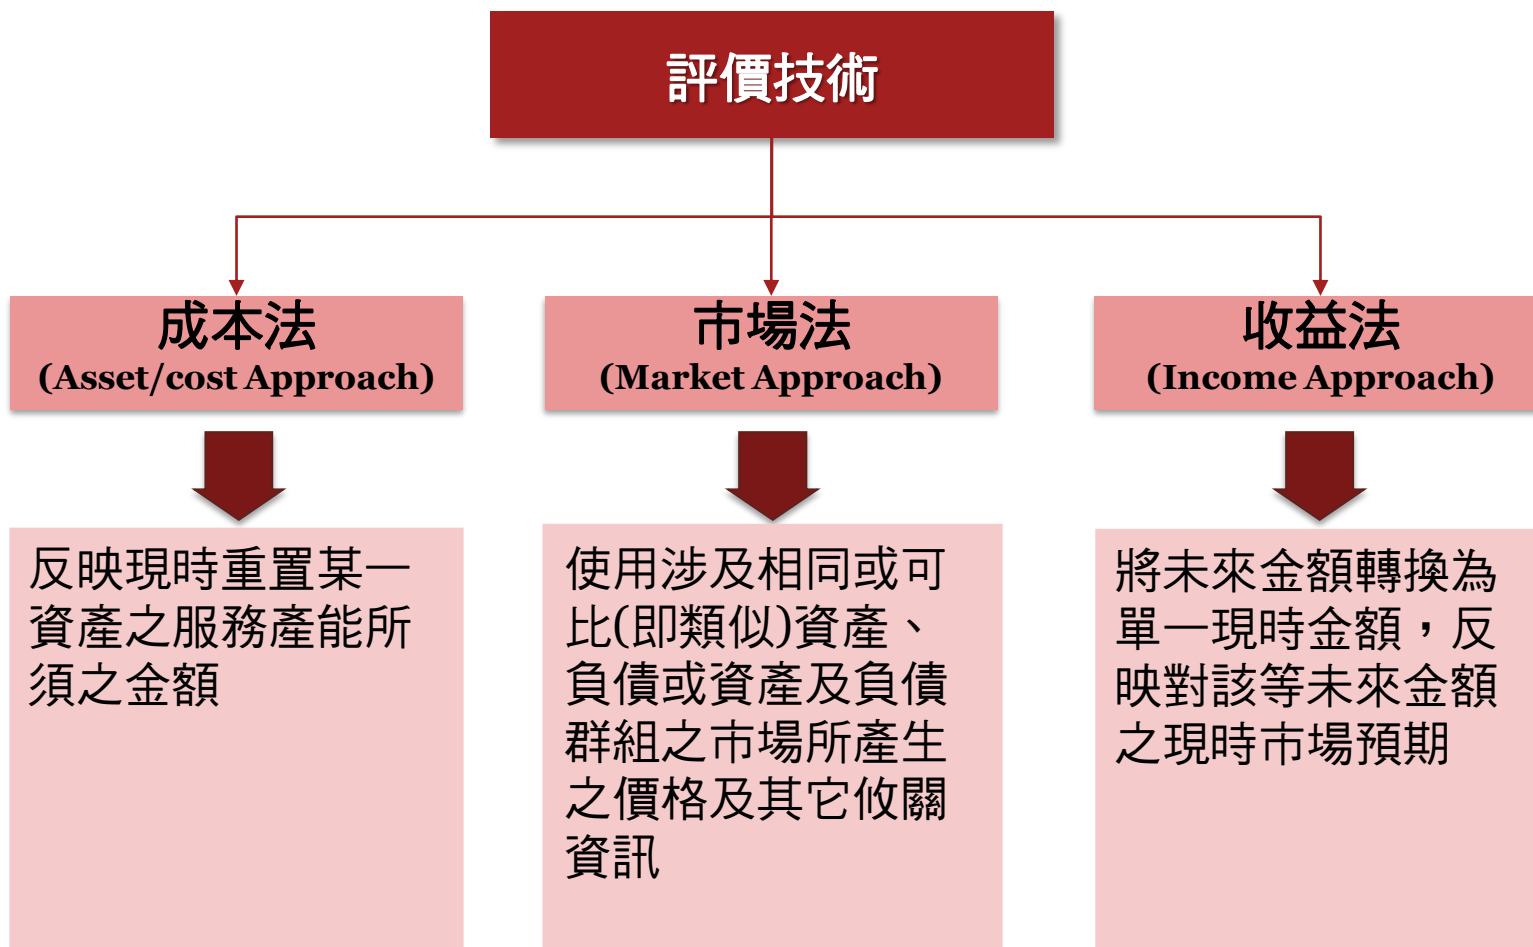 評價技術
成本法
(Asset/cost Approach)
市場法
(Market Approach)
收益法
(Income Approach)
反映現時重置某一
資產之服務產能所
須之金額
使用涉及相同或可
比(即類似)資產、
負債或資產及負債
群組之市場所產生
之價格及其它攸關
資訊
將未來金額轉換為
單一現時金額，反
映對該等未來金額
之現時市場預期